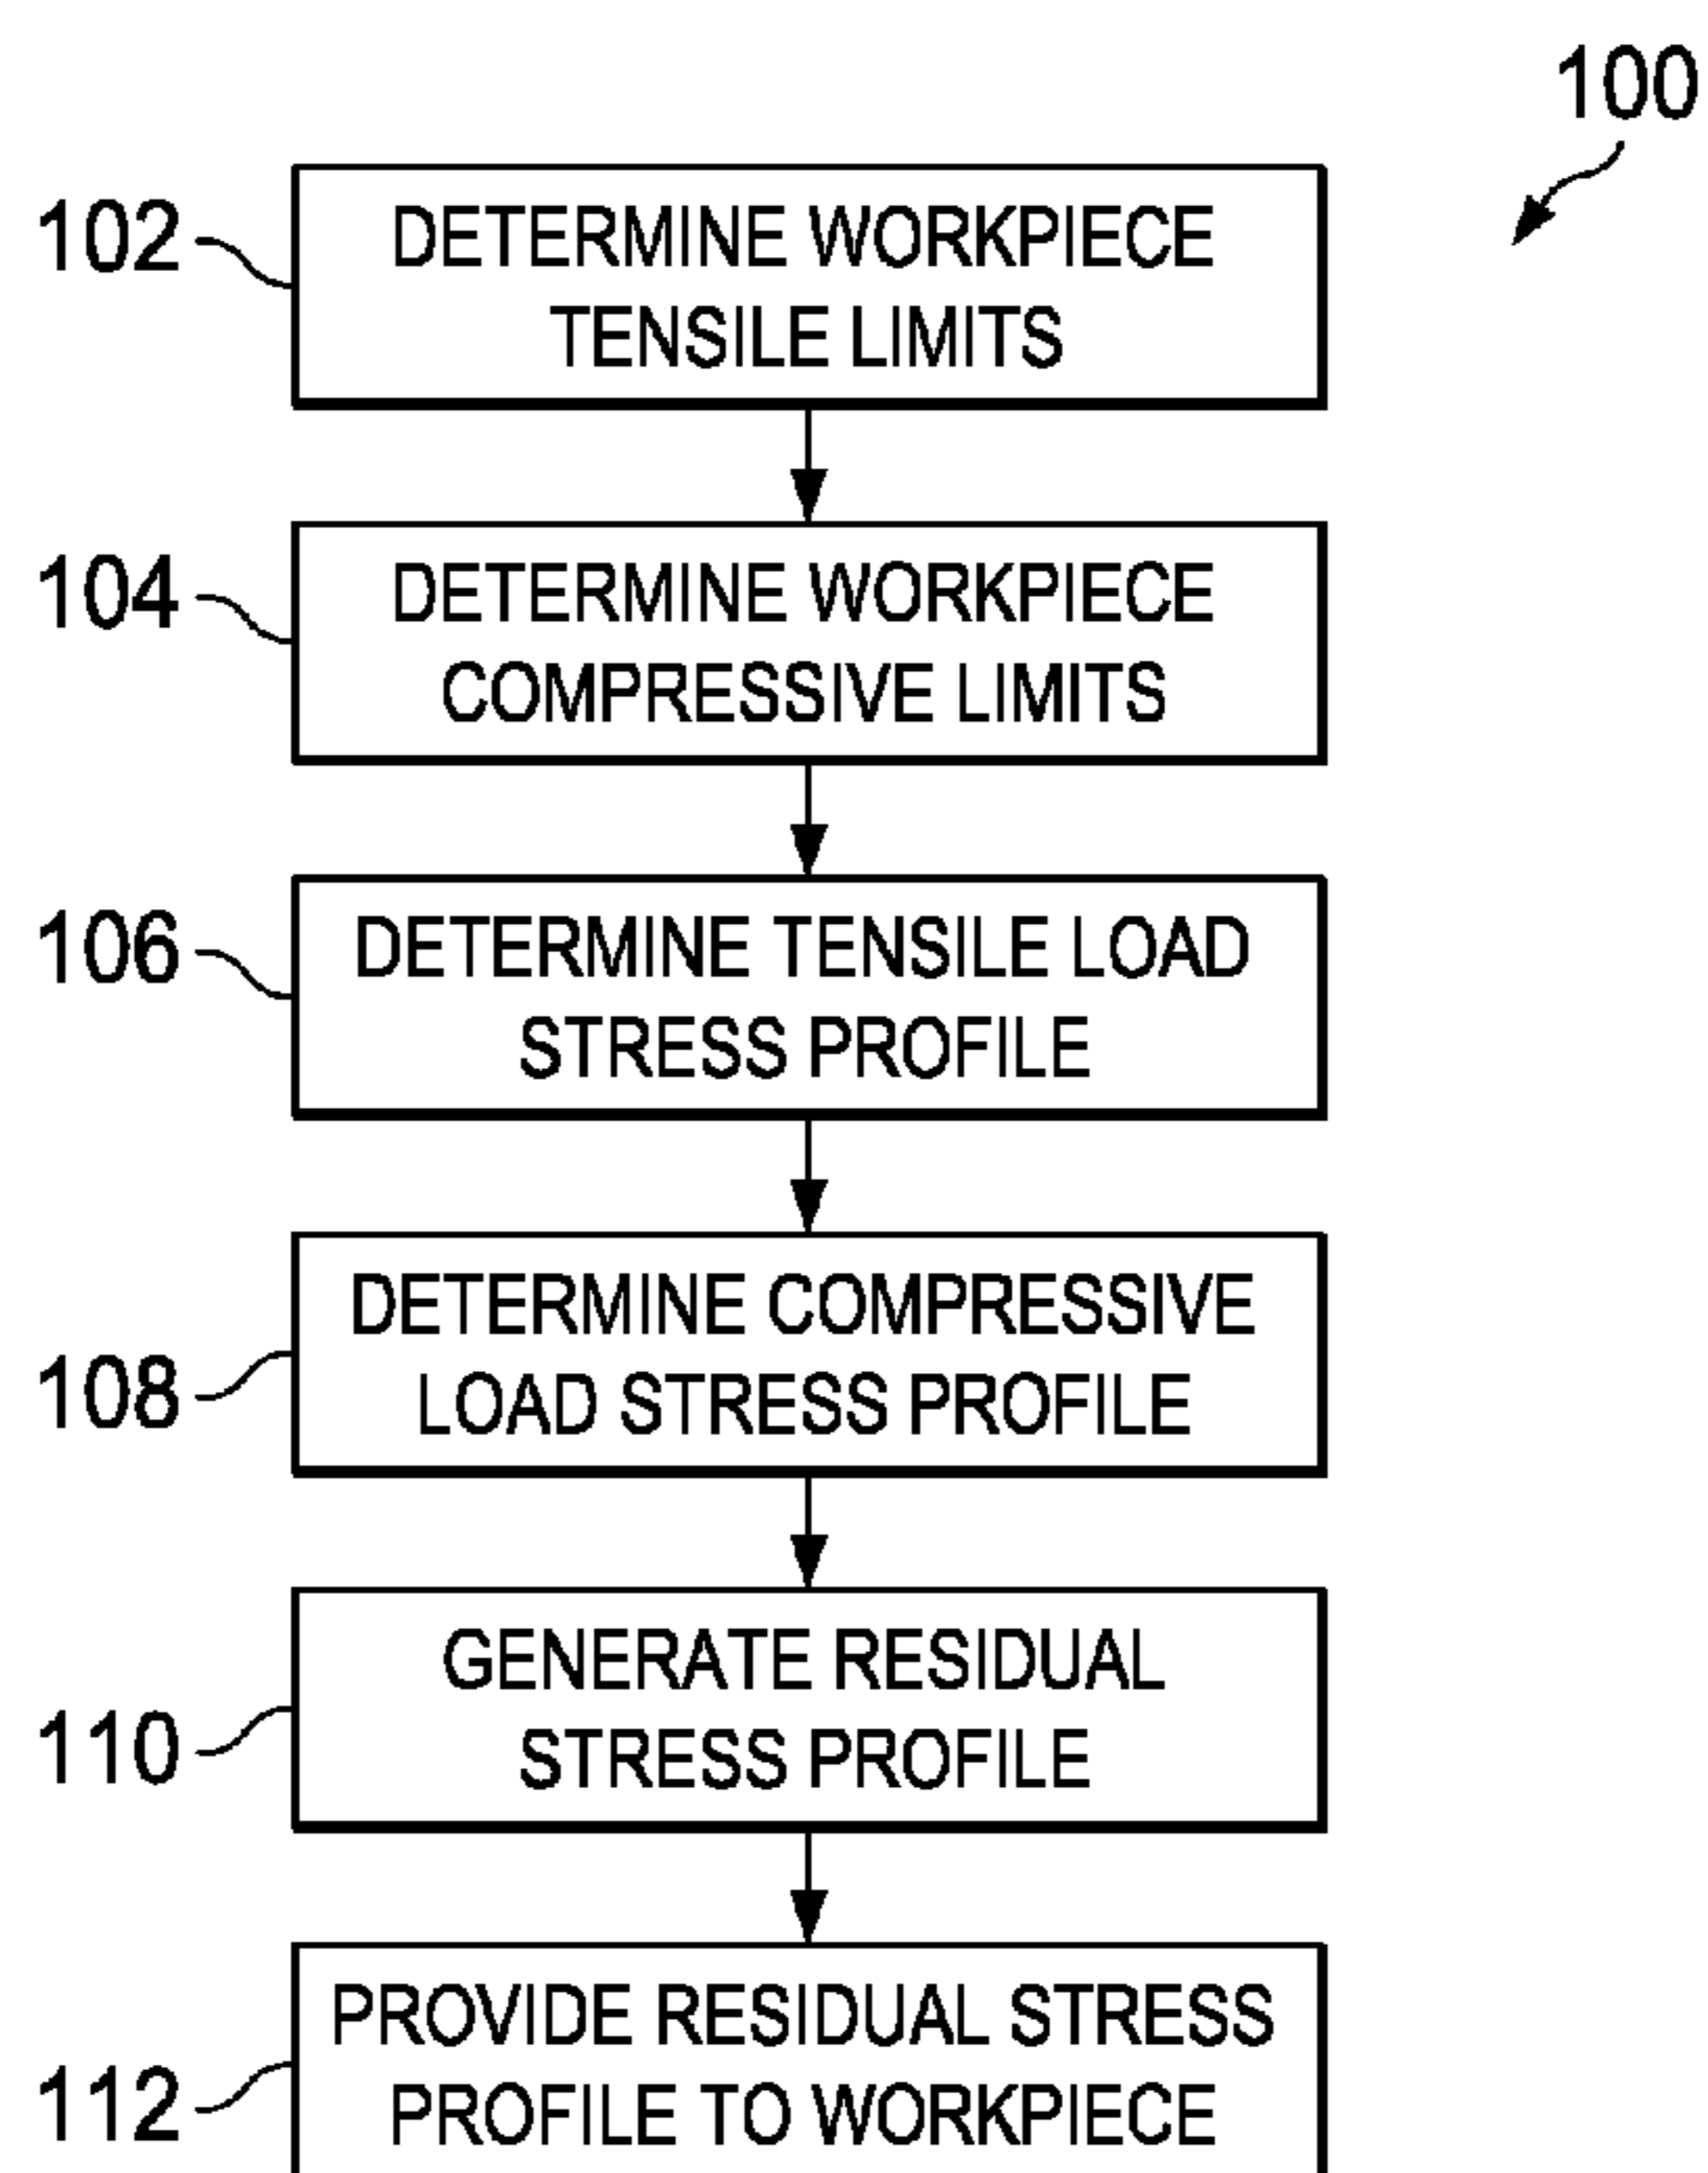 100
102
DETERMINE WORKPIECE
TENSILE LIMITS
104
DETERMINE WORKPIECE
COMPRESSIVE LIMITS
106
DETERMINE TENSILE LOAD
STRESS PROFILE
108
DETERMINE COMPRESSIVE
LOAD STRESS PROFILE
110
GENERATE RESIDUAL
STRESS PROFILE
112
PROVIDE RESIDUAL STRESS
PROFILE TO WORKPIECE